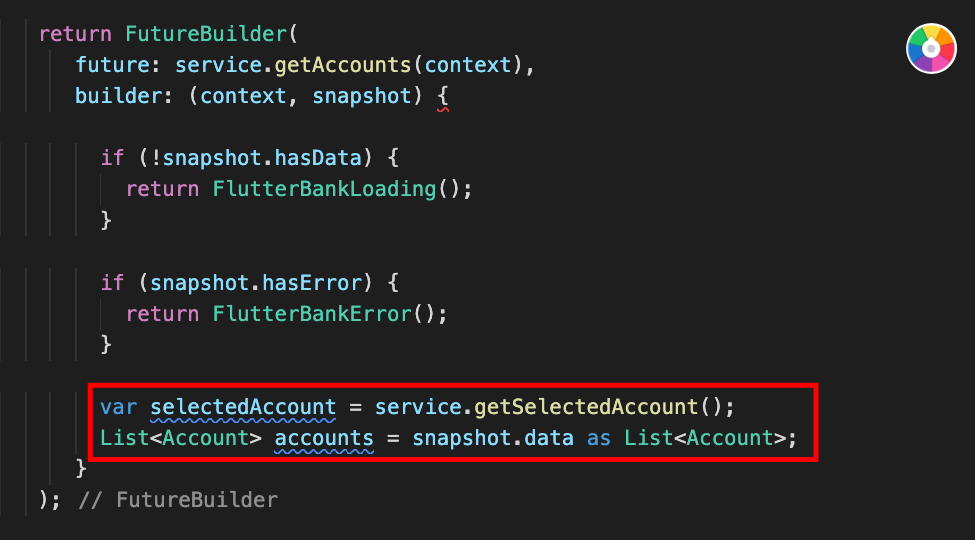 return FutureBuilder(
future: service.getAccounts(context),
builder: (context, snapshot) {
if (!snapshot.hasData) {
return FlutterBankLoading();
}
if (snapshot.hasError) {
return FlutterBankError();
}
var selectedAccount = service.getSelectedAccount();
List<Account> accounts = snapshot.data as List<Account>;
}
); // FutureBuilder